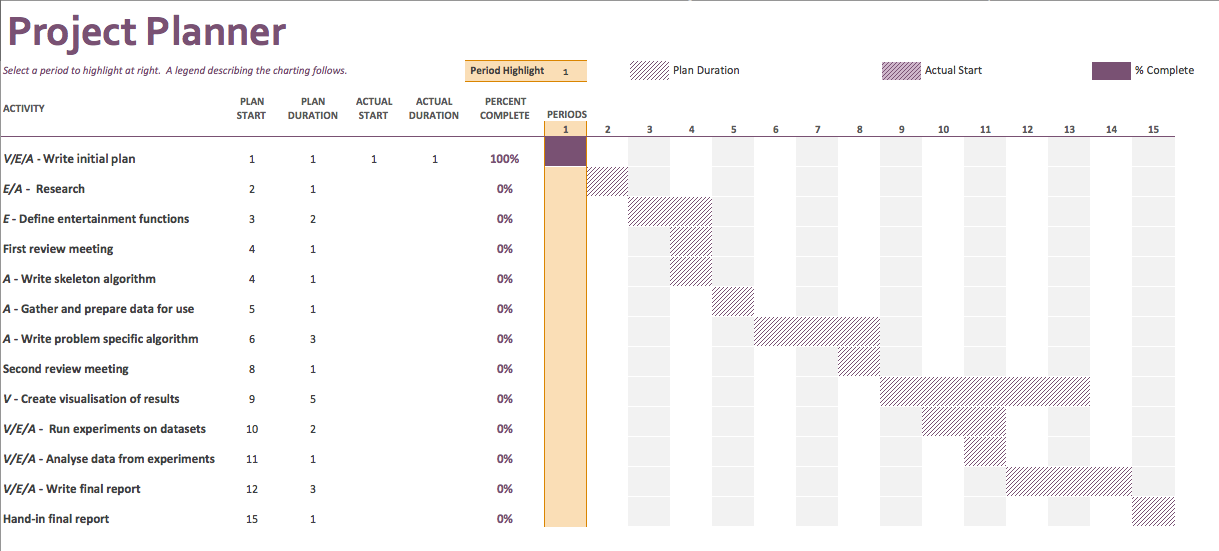 Project Planner
Select a period to highlight at right.  A legend describing the charting follows.
Period Highlight 1
Plan Duration
Actual Start
% Complete
ACTIVITY PLAN START PLAN DURATION ACTUAL START ACTUAL DURATION PERCENT COMPLETE PERIODS
1 2 3 4 5 6 7 8 9 10 11 12 13 14 15
V/E/A - Write initial plan 1 1 1 1 100%
E/A -  Research 2 1 0%
E - Define entertainment functions 3 2 0%
First review meeting 4 1 0%
A - Write skeleton algorithm 4 1 0%
A - Gather and prepare data for use 5 1 0%
A - Write problem specific algorithm 6 3 0%
Second review meeting 8 1 0%
V - Create visualisation of results 9 5 0%
V/E/A -  Run experiments on datasets 10 2 0%
V/E/A - Analyse data from experiments 11 1 0%
V/E/A - Write final report 12 3 0%
Hand-in final report 15 1 0%